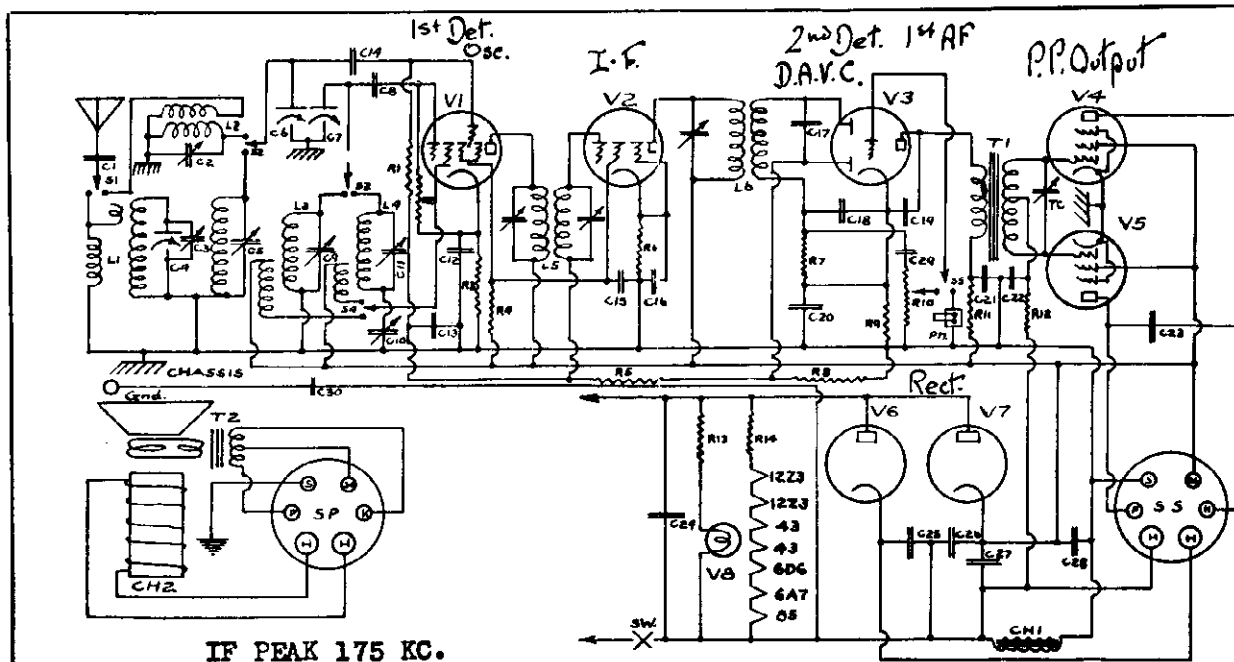 1st Det.
Osc.
I.F.
2nd Det. 1st AF
D.A.V.C.
P.P. Output
C14
C8
V1
V2
V3
V4
V5
L2
C2
S2
C6
C7
C1
S1
R1
S3
L3
L4
C17
L6
T1
TC
L1
C4
C3
C5
C9
C11
C12
R3
R4
L5
R6
C15
C16
C18
C19
R7
C29
R10
S5
C20
R9
PU
R11
C21
C22
R12
C23
S4
C10
C13
CHASSIS
Gnd.
C30
R5
R8
Rect.
T2
V6
V7
R13
R14
12Z3
12Z3
43
43
6D6
6A7
85
C24
V8
C25
C26
C27
C28
S
M
P
SP
K
H
H
S
M
P
SS
K
H
H
CH2
SW.
CH1
IF PEAK 175 KC.